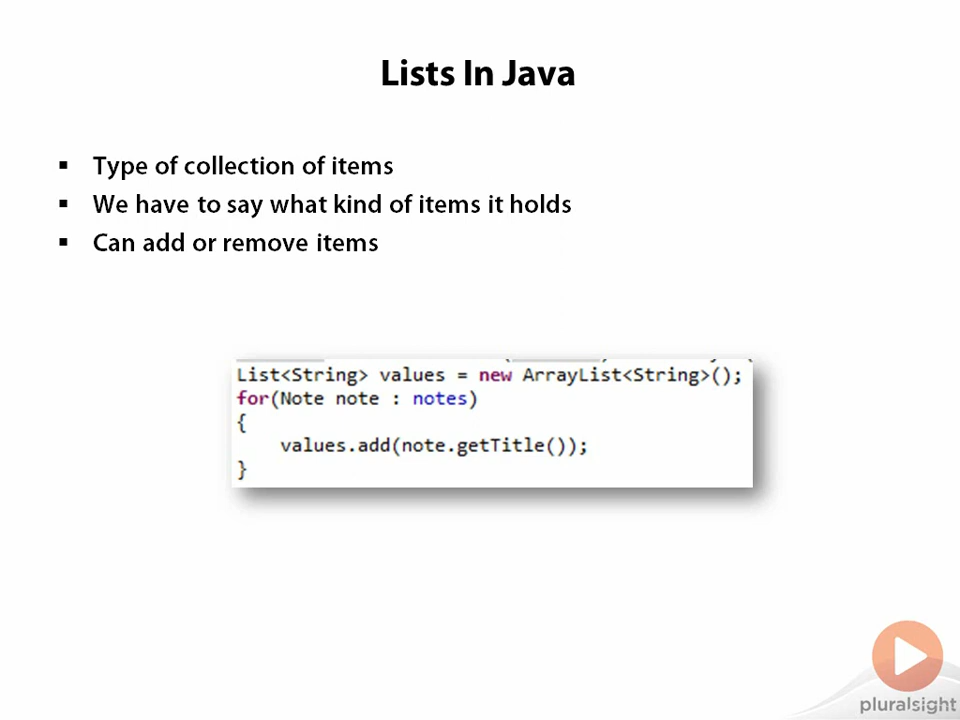 Lists In Java
▪ Type of collection of items
▪ We have to say what kind of items it holds
▪ Can add or remove items
List<String> values = new ArrayList<String>();
for(Note note : notes)
{
    values.add(note.getTitle());
}
pluralsight